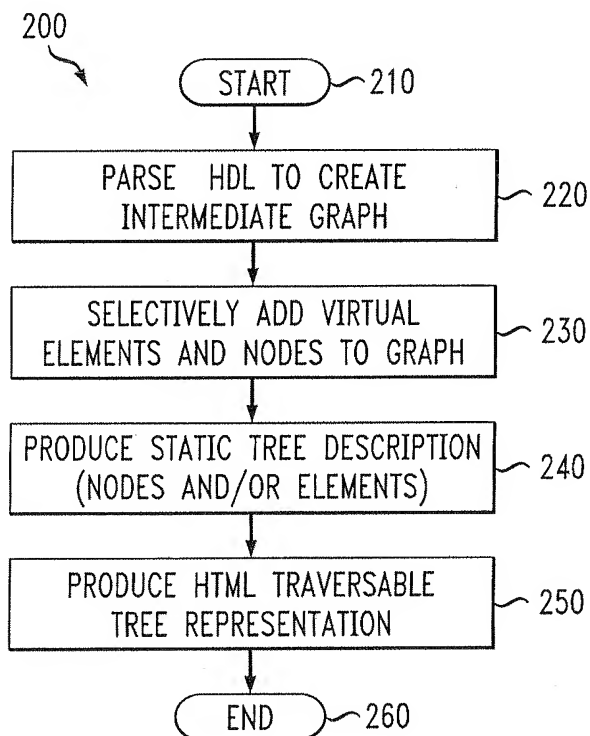 200
START
210
PARSE HDL TO CREATE
INTERMEDIATE GRAPH
220
SELECTIVELY ADD VIRTUAL
ELEMENTS AND NODES TO GRAPH
230
PRODUCE STATIC TREE DESCRIPTION
(NODES AND/OR ELEMENTS)
240
PRODUCE HTML TRAVERSABLE
TREE REPRESENTATION
250
END
260